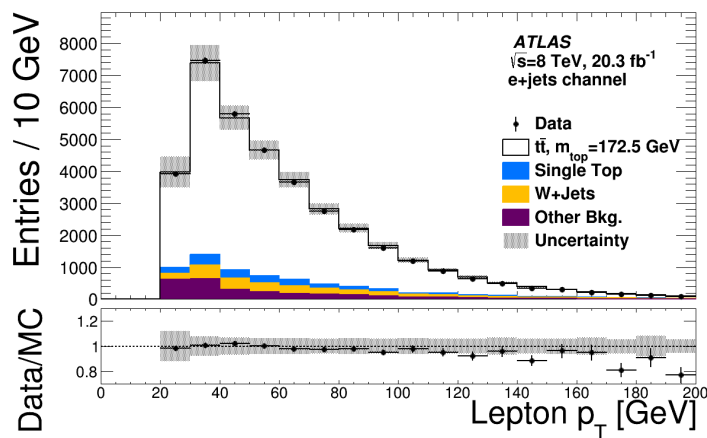 Entries / 10 GeV
8000
7000
6000
5000
4000
3000
2000
1000
0
ATLAS
√s=8 TeV, 20.3 fb⁻¹
e+jets channel
Data
tt̄, m_top=172.5 GeV
Single Top
W+Jets
Other Bkg.
Uncertainty
Data/MC
1.2
1
0.8
0 20 40 60 80 100 120 140 160 180 200
Lepton p_T [GeV]